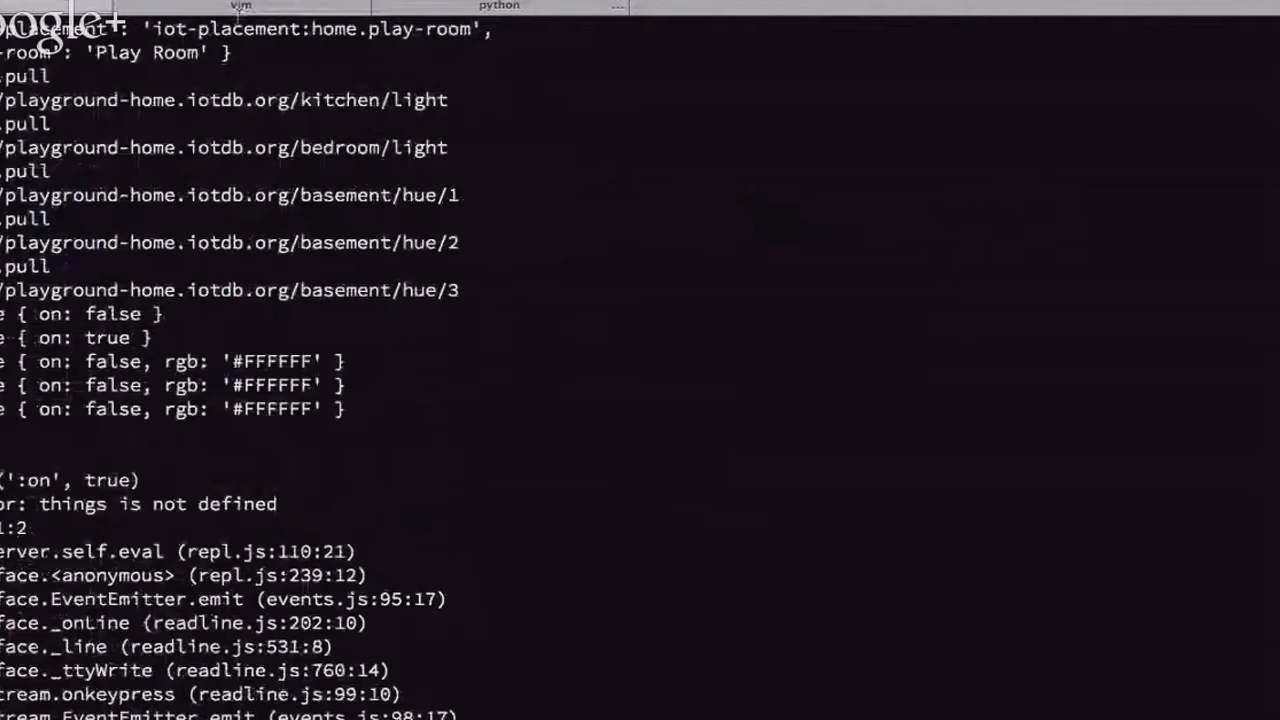 vim python ...
oogle+
placement': 'iot-placement:home.play-room',
-room': 'Play Room' }
.pull
/playground-home.iotdb.org/kitchen/light
.pull
/playground-home.iotdb.org/bedroom/light
.pull
/playground-home.iotdb.org/basement/hue/1
.pull
/playground-home.iotdb.org/basement/hue/2
.pull
/playground-home.iotdb.org/basement/hue/3
e { on: false }
e { on: true }
e { on: false, rgb: '#FFFFFF' }
e { on: false, rgb: '#FFFFFF' }
e { on: false, rgb: '#FFFFFF' }
(':on', true)
or: things is not defined
1:2
erver.self.eval (repl.js:110:21)
face.<anonymous> (repl.js:239:12)
face.EventEmitter.emit (events.js:95:17)
face._onLine (readline.js:202:10)
face._line (readline.js:531:8)
face._ttyWrite (readline.js:760:14)
tream.onkeypress (readline.js:99:10)
tream.EventEmitter.emit (events.js:98:17)